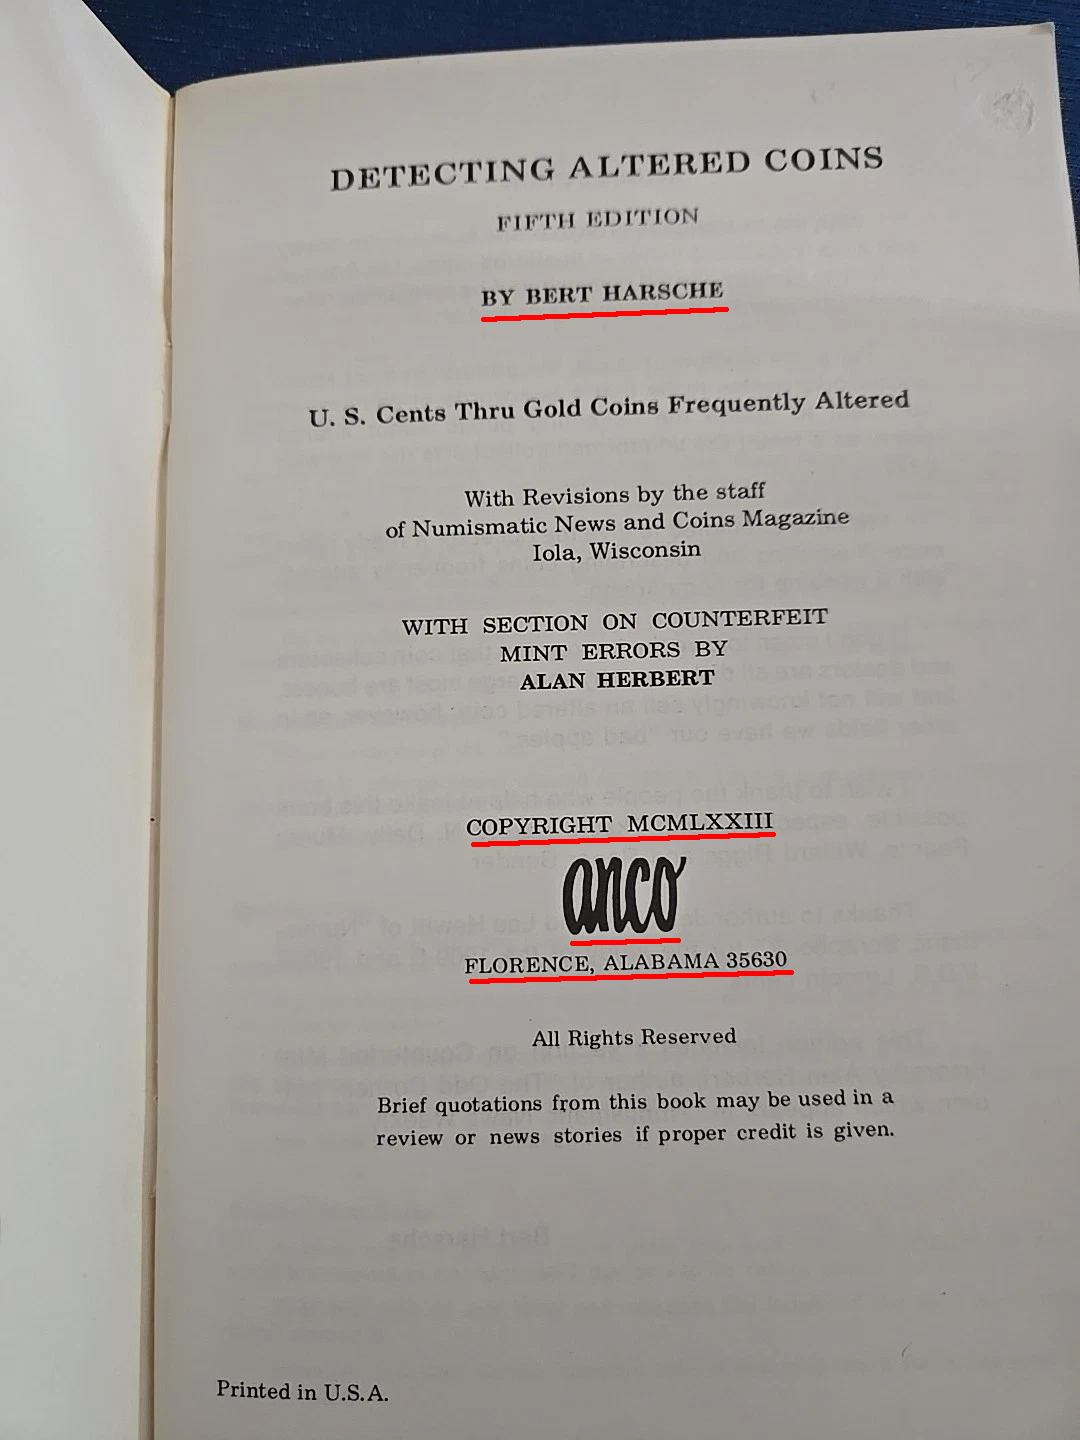 DETECTING ALTERED COINS
FIFTH EDITION
BY BERT HARSCHE
U. S. Cents Thru Gold Coins Frequently Altered
With Revisions by the staff
of Numismatic News and Coins Magazine
Iola, Wisconsin
WITH SECTION ON COUNTERFEIT
MINT ERRORS BY
ALAN HERBERT
COPYRIGHT MCMLXXIII
anco
FLORENCE, ALABAMA 35630
All Rights Reserved
Brief quotations from this book may be used in a
review or news stories if proper credit is given.
Printed in U.S.A.